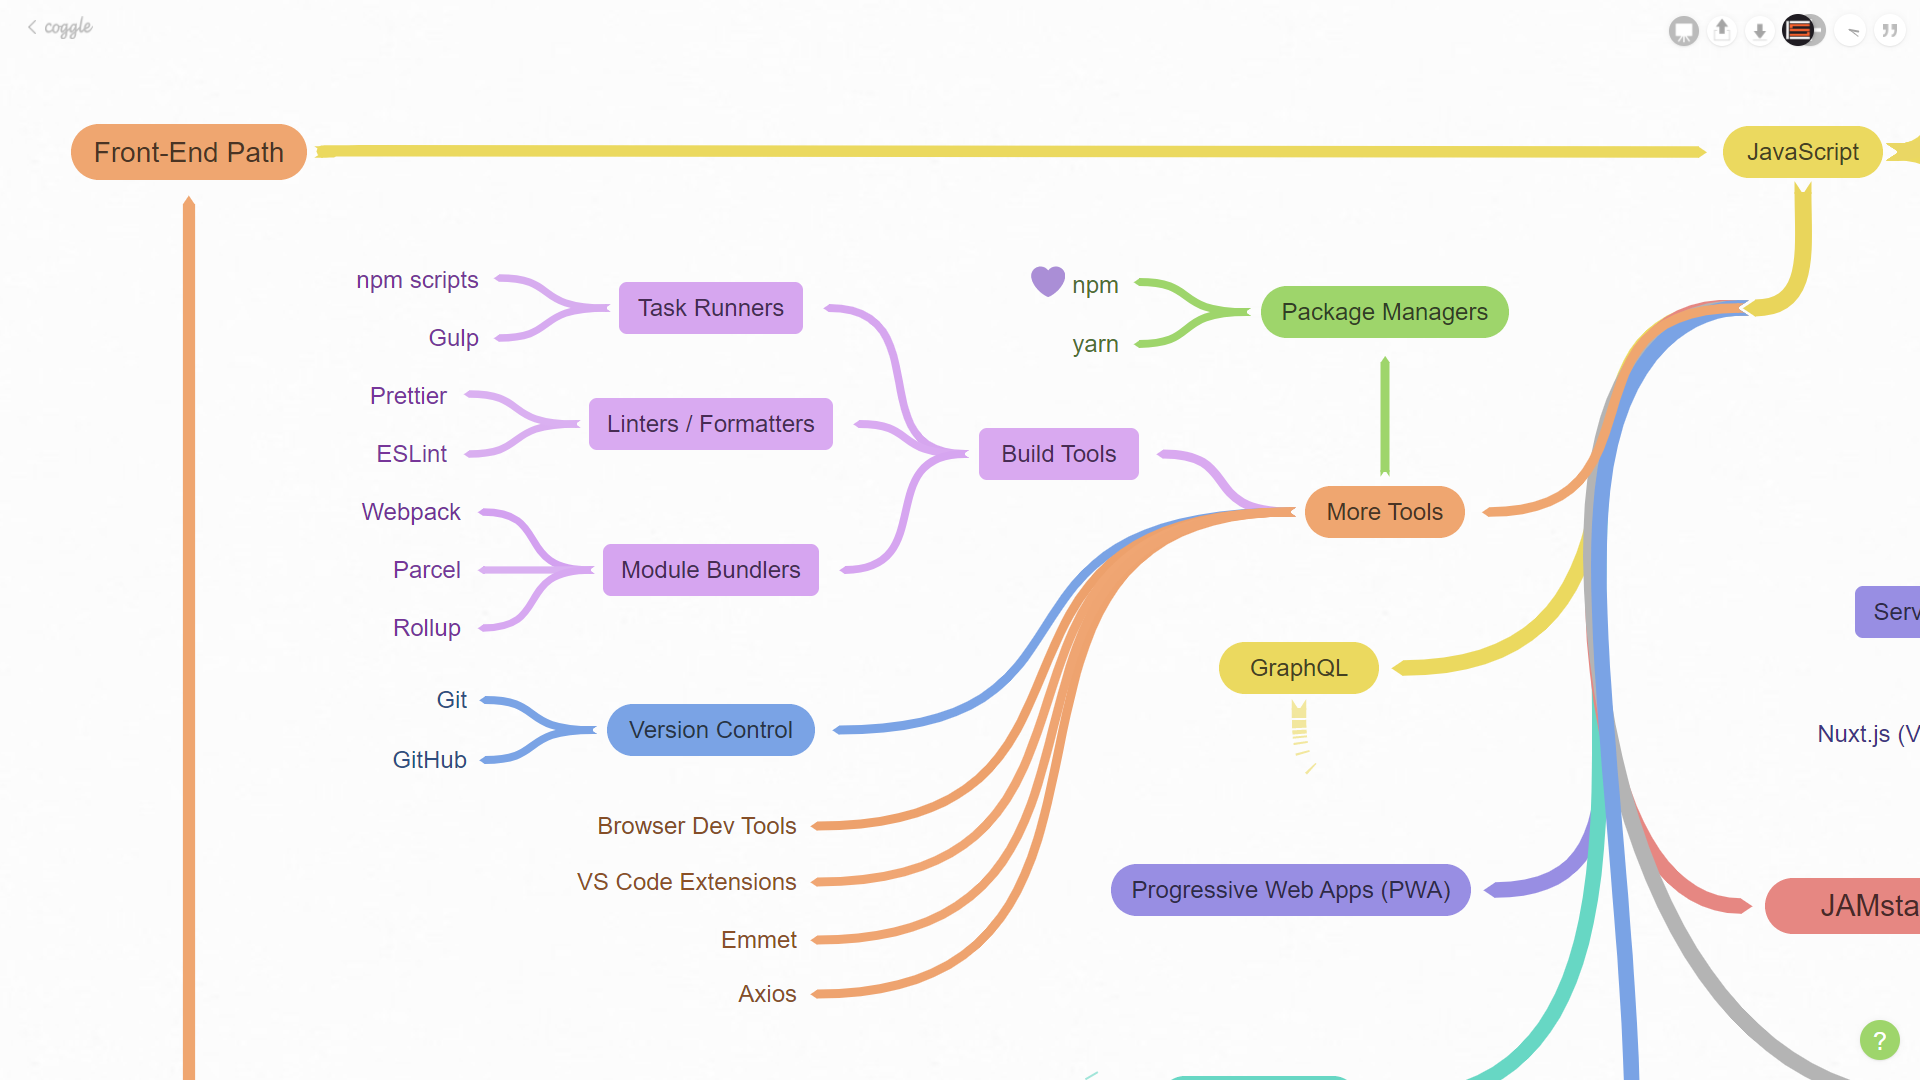 coggle
Front-End Path
JavaScript
npm scripts
Task Runners
Gulp
npm
Package Managers
yarn
Prettier
Linters / Formatters
ESLint
Build Tools
Webpack
More Tools
Parcel
Module Bundlers
Rollup
Git
Version Control
GitHub
GraphQL
Serv
Nuxt.js (V
Browser Dev Tools
VS Code Extensions
Progressive Web Apps (PWA)
JAMsta
Emmet
Axios
?